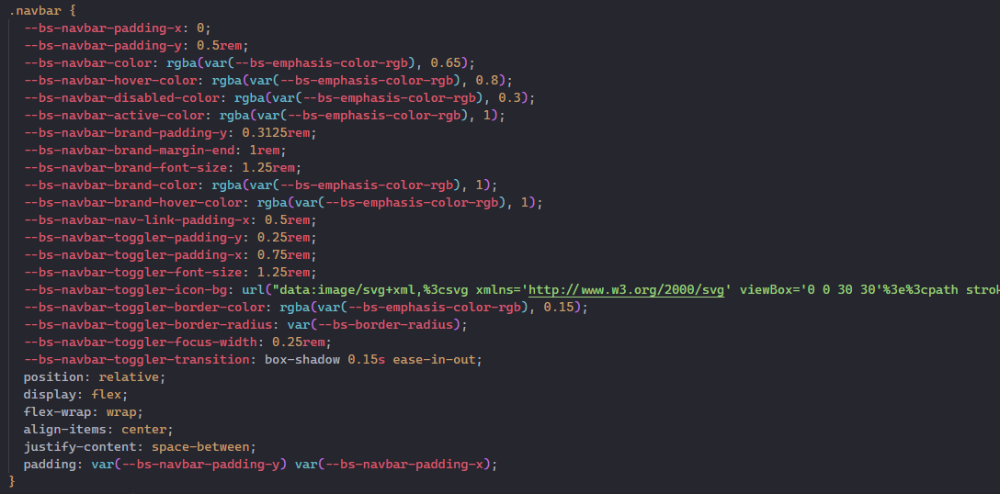 .navbar {
--bs-navbar-padding-x: 0;
--bs-navbar-padding-y: 0.5rem;
--bs-navbar-color: rgba(var(--bs-emphasis-color-rgb), 0.65);
--bs-navbar-hover-color: rgba(var(--bs-emphasis-color-rgb), 0.8);
--bs-navbar-disabled-color: rgba(var(--bs-emphasis-color-rgb), 0.3);
--bs-navbar-active-color: rgba(var(--bs-emphasis-color-rgb), 1);
--bs-navbar-brand-padding-y: 0.3125rem;
--bs-navbar-brand-margin-end: 1rem;
--bs-navbar-brand-font-size: 1.25rem;
--bs-navbar-brand-color: rgba(var(--bs-emphasis-color-rgb), 1);
--bs-navbar-brand-hover-color: rgba(var(--bs-emphasis-color-rgb), 1);
--bs-navbar-nav-link-padding-x: 0.5rem;
--bs-navbar-toggler-padding-y: 0.25rem;
--bs-navbar-toggler-padding-x: 0.75rem;
--bs-navbar-toggler-font-size: 1.25rem;
--bs-navbar-toggler-icon-bg: url("data:image/svg+xml,%3csvg xmlns='http://www.w3.org/2000/svg' viewBox='0 0 30 30'%3e%3cpath strok
--bs-navbar-toggler-border-color: rgba(var(--bs-emphasis-color-rgb), 0.15);
--bs-navbar-toggler-border-radius: var(--bs-border-radius);
--bs-navbar-toggler-focus-width: 0.25rem;
--bs-navbar-toggler-transition: box-shadow 0.15s ease-in-out;
position: relative;
display: flex;
flex-wrap: wrap;
align-items: center;
justify-content: space-between;
padding: var(--bs-navbar-padding-y) var(--bs-navbar-padding-x);
}